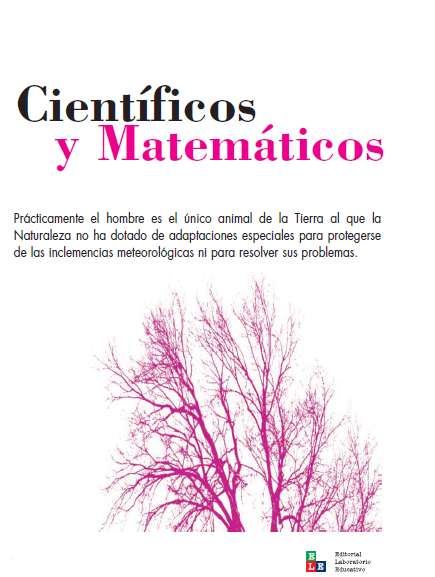 Científicos
y Matemáticos
Prácticamente el hombre es el único animal de la Tierra al que la
Naturaleza no ha dotado de adaptaciones especiales para protegerse
de las inclemencias meteorológicas ni para resolver sus problemas.
E
L E
Editorial
Laboratorio
Educativo